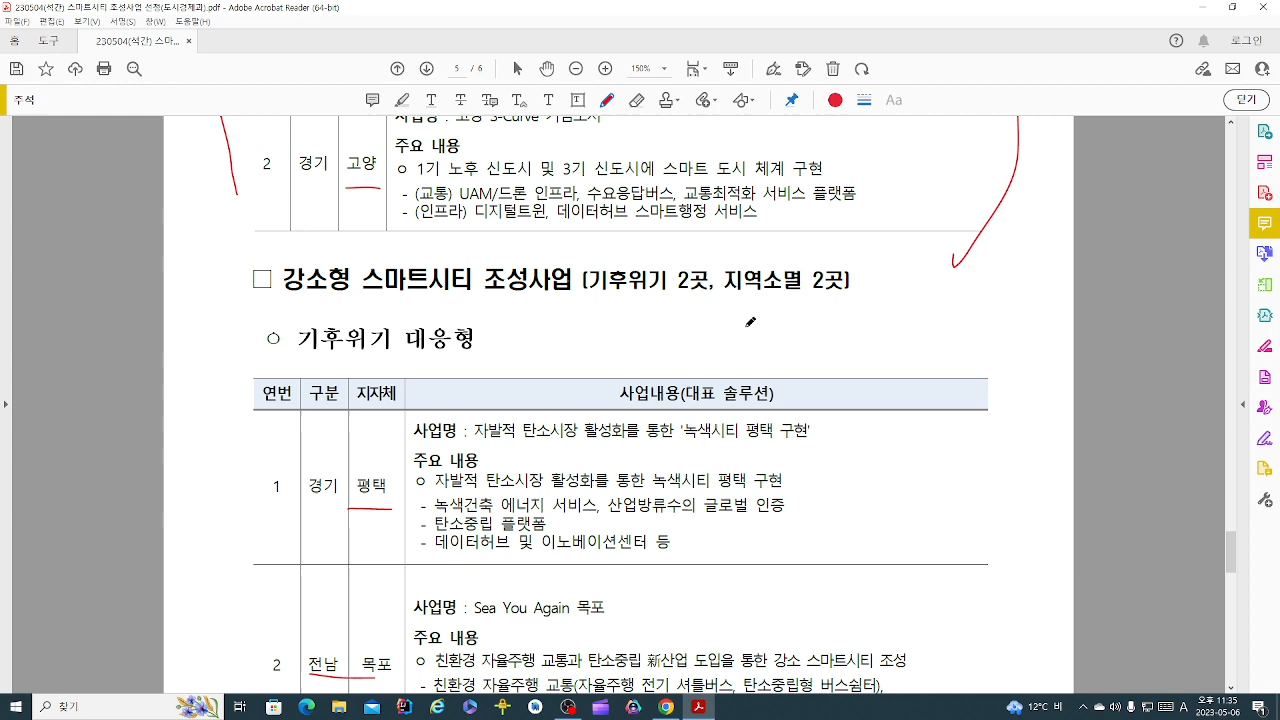 230504(석간) 스마트시티 조성사업 선정(도시경제과).pdf - Adobe Acrobat Reader (64-bit)
파일(F) 편집(E) 보기(V) 서명(S) 창(W) 도움말(H)
홈 도구 230504(석간) 스마... × 로그인
5 / 6 150%
주석 Aa 닫기
사업명 : 고양 S-Curve 거점도시
주요 내용
2 경기 고양
ㅇ 1기 노후 신도시 및 3기 신도시에 스마트 도시 체계 구현
- (교통) UAM/드론 인프라, 수요응답버스, 교통최적화 서비스 플랫폼
- (인프라) 디지털트윈, 데이터허브 스마트행정 서비스
□ 강소형 스마트시티 조성사업 (기후위기 2곳, 지역소멸 2곳)
ㅇ 기후위기 대응형
연번 구분 지자체 사업내용(대표 솔루션)
사업명 : 자발적 탄소시장 활성화를 통한 '녹색시티 평택 구현'
주요 내용
1 경기 평택
ㅇ 자발적 탄소시장 활성화를 통한 녹색시티 평택 구현
- 녹색건축 에너지 서비스, 산업방류수의 글로벌 인증
- 탄소중립 플랫폼
- 데이터허브 및 이노베이션센터 등
사업명 : Sea You Again 목포
주요 내용
2 전남 목포
ㅇ 친환경 자율주행 교통과 탄소중립 新산업 도입을 통한 강소 스마트시티 조성
- 친환경 자율주행 교통(자율주행 전기 셔틀버스, 탄소중립형 버스쉘터),
찾기 12°C 비 A 오후 11:35
2023-05-06